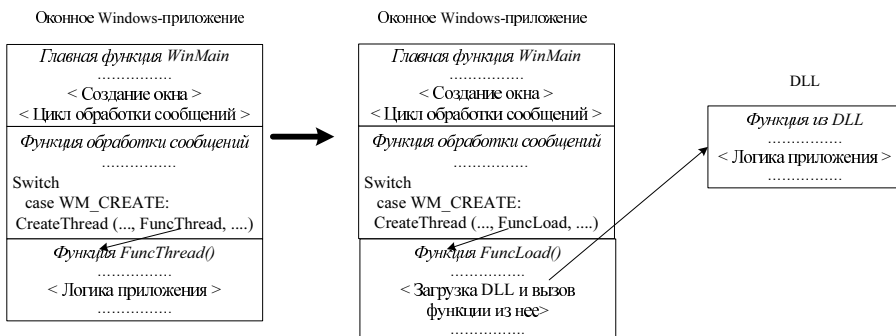 Оконное Windows-приложение
Главная функция WinMain
................
< Создание окна >
< Цикл обработки сообщений >
Функция обработки сообщений
................
Switch
case WM_CREATE:
CreateThread (..., FuncThread, ....)
Функция FuncThread()
................
< Логика приложения >
................
Оконное Windows-приложение
Главная функция WinMain
................
< Создание окна >
< Цикл обработки сообщений >
Функция обработки сообщений
................
Switch
case WM_CREATE:
CreateThread (..., FuncLoad, ....)
Функция FuncLoad()
................
< Загрузка DLL и вызов
функции из нее>
................
DLL
Функция из DLL
................
< Логика приложения >
................